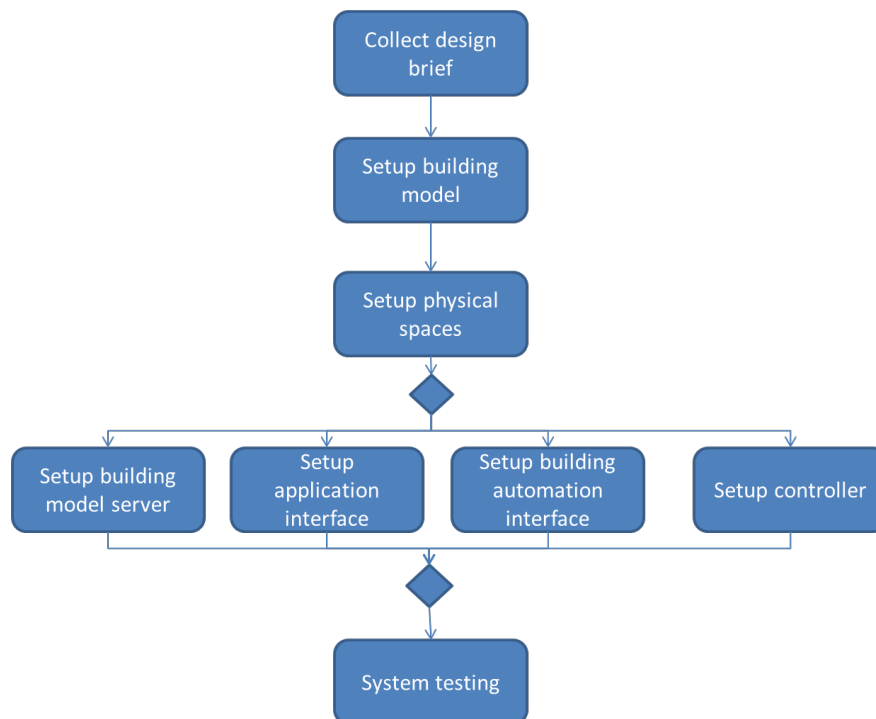 Collect design
brief
Setup building
model
Setup physical
spaces
Setup building
model server
Setup
application
interface
Setup building
automation
interface
Setup controller
System testing